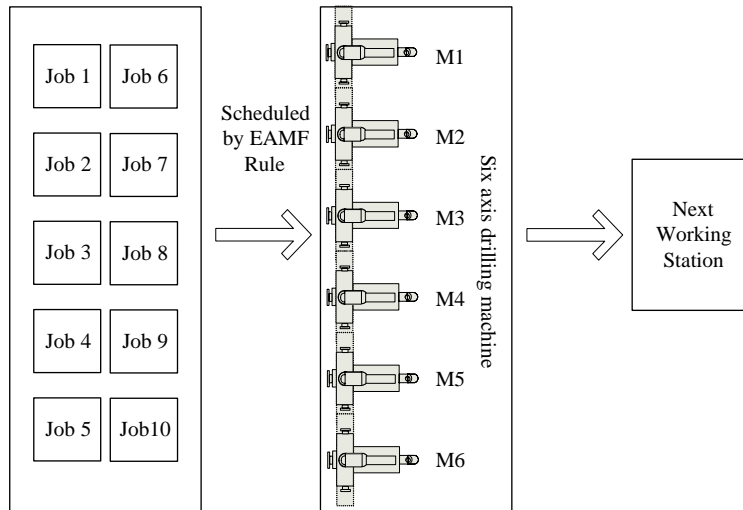 Job 1
Job 6
Job 2
Job 7
Job 3
Job 8
Job 4
Job 9
Job 5
Job10
Scheduled
by EAMF
Rule
M1
M2
M3
M4
M5
M6
Six axis drilling machine
Next
Working
Station